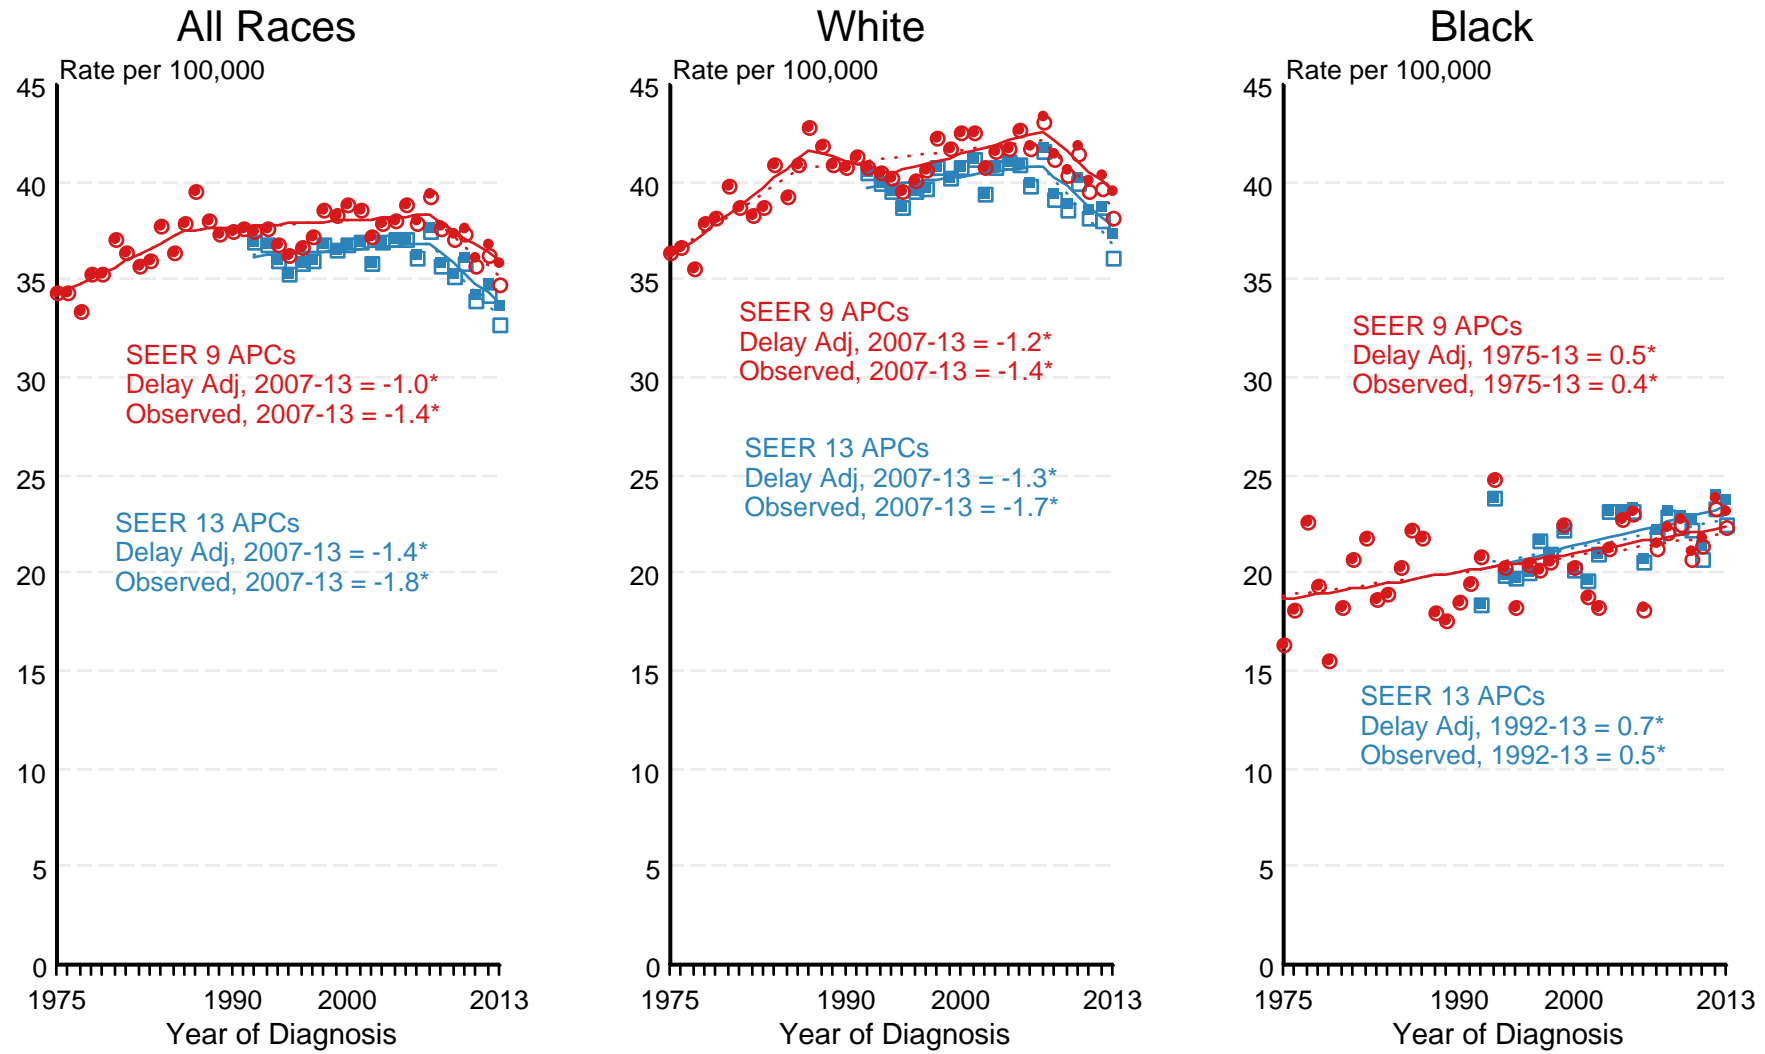 All Races
Rate per 100,000
45
40
35
30
25
20
15
10
5
0
SEER 9 APCs
Delay Adj, 2007-13 = -1.0*
Observed, 2007-13 = -1.4*
SEER 13 APCs
Delay Adj, 2007-13 = -1.4*
Observed, 2007-13 = -1.8*
1975 1990 2000 2013
Year of Diagnosis
White
Rate per 100,000
45
40
35
30
25
20
15
10
5
0
SEER 9 APCs
Delay Adj, 2007-13 = -1.2*
Observed, 2007-13 = -1.4*
SEER 13 APCs
Delay Adj, 2007-13 = -1.3*
Observed, 2007-13 = -1.7*
1975 1990 2000 2013
Year of Diagnosis
Black
Rate per 100,000
45
40
35
30
25
20
15
10
5
0
SEER 9 APCs
Delay Adj, 1975-13 = 0.5*
Observed, 1975-13 = 0.4*
SEER 13 APCs
Delay Adj, 1992-13 = 0.7*
Observed, 1992-13 = 0.5*
1975 1990 2000 2013
Year of Diagnosis